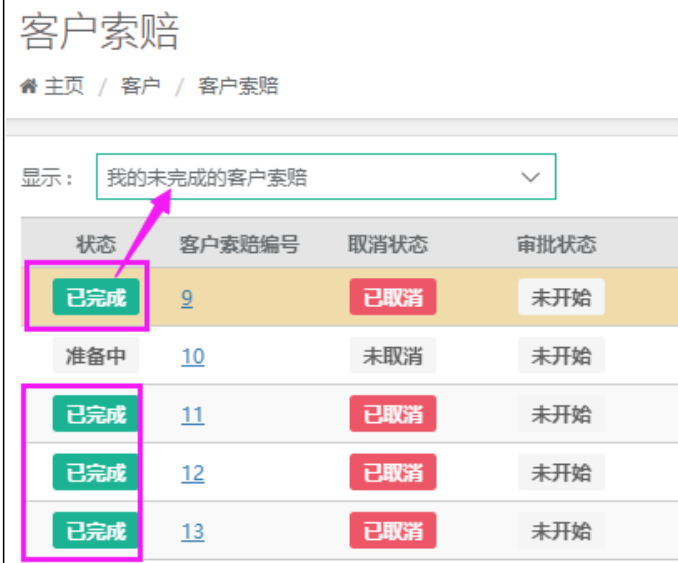 客户索赔
主页 / 客户 / 客户索赔
显示： 我的未完成的客户索赔
状态 客户索赔编号 取消状态 审批状态
已完成 9 已取消 未开始
准备中 10 未取消 未开始
已完成 11 已取消 未开始
已完成 12 已取消 未开始
已完成 13 已取消 未开始